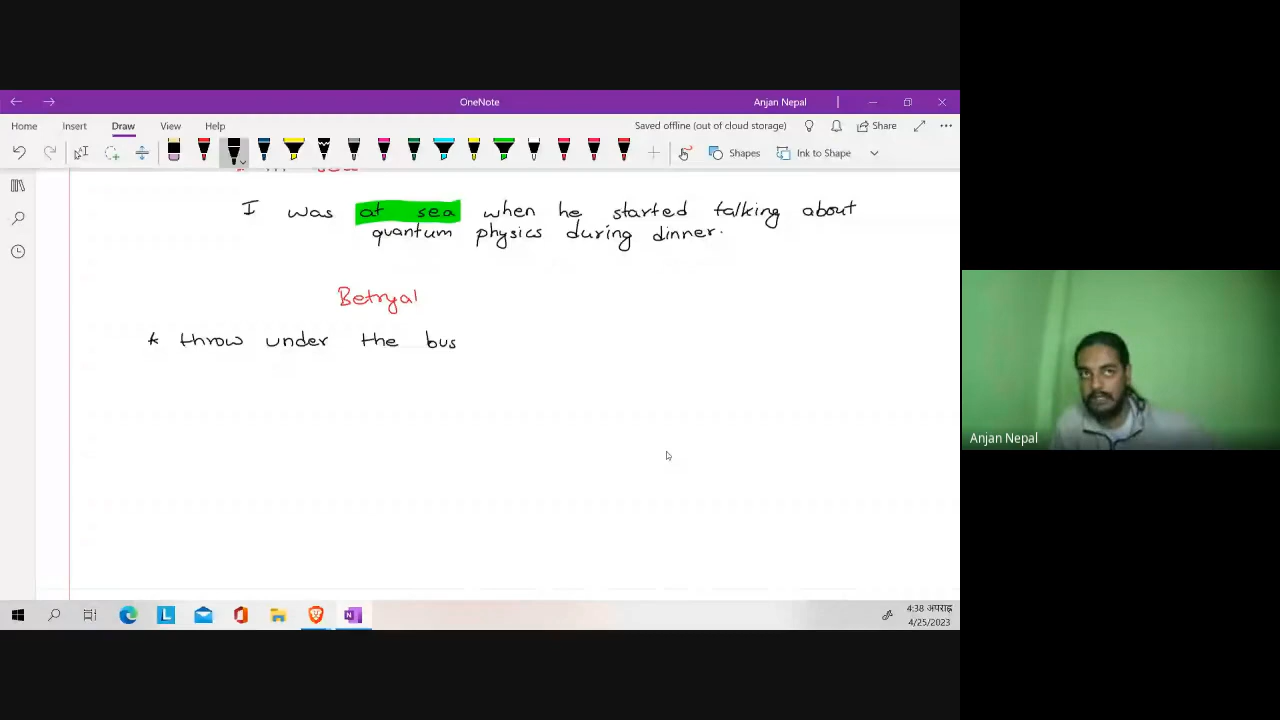 OneNote
Anjan Nepal
Home Insert Draw View Help
Saved offline (out of cloud storage) Share
Shapes Ink to Shape
I was at sea when he started talking about
quantum physics during dinner.
Betryal
* throw under the bus
Anjan Nepal
4:38 अपराह्न
4/25/2023